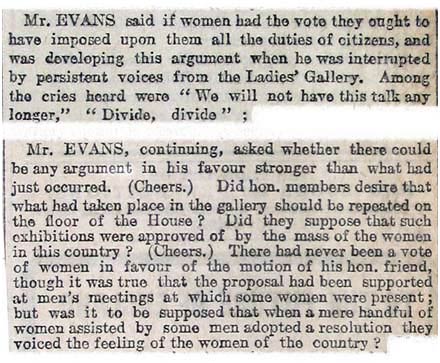 Mr. EVANS said if women had the vote they ought to
have imposed upon them all the duties of citizens, and
was developing this argument when he was interrupted
by persistent voices from the Ladies' Gallery. Among
the cries heard were "We will not have this talk any
longer," "Divide, divide" ;
Mr. EVANS, continuing, asked whether there could
be any argument in his favour stronger than what had
just occurred. (Cheers.) Did hon. members desire that
what had taken place in the gallery should be repeated on
the floor of the House ? Did they suppose that such
exhibitions were approved of by the mass of the women
in this country ? (Cheers.) There had never been a vote
of women in favour of the motion of his hon. friend,
though it was true that the proposal had been supported
at men's meetings at which some women were present ;
but was it to be supposed that when a mere handful of
women assisted by some men adopted a resolution they
voiced the feeling of the women of the country ?